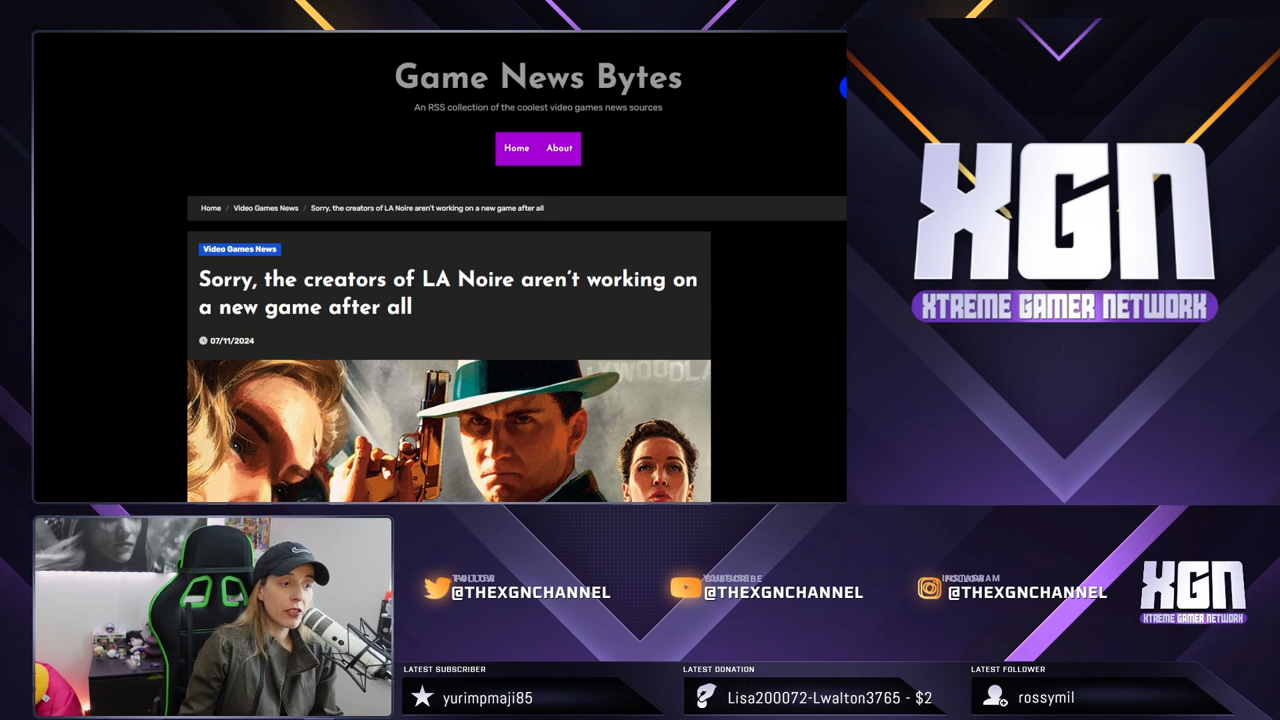 Game News Bytes
An RSS collection of the coolest video games news sources
Home About
Home / Video Games News / Sorry, the creators of LA Noire aren't working on a new game after all
Video Games News
Sorry, the creators of LA Noire aren't working on
a new game after all
07/11/2024
XGN
XTREME GAMER NETWORK
@THEXGNCHANNEL
@THEXGNCHANNEL
@THEXGNCHANNEL
XGN
XTREME GAMER NETWORK
LATEST SUBSCRIBER
yurimpmaji85
LATEST DONATION
Lisa200072-Lwalton3765 - $2
LATEST FOLLOWER
rossymil